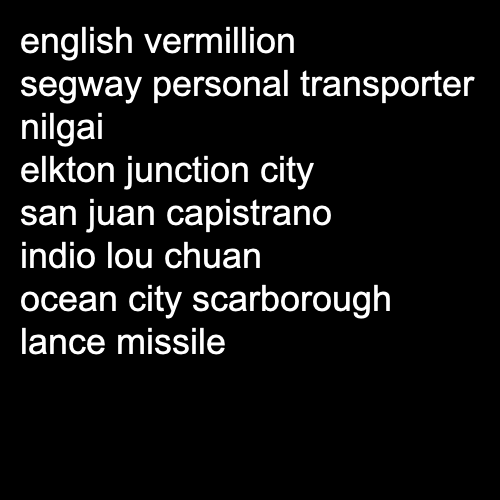 english vermillion
segway personal transporter
nilgai
elkton junction city
san juan capistrano
indio lou chuan
ocean city scarborough
lance missile